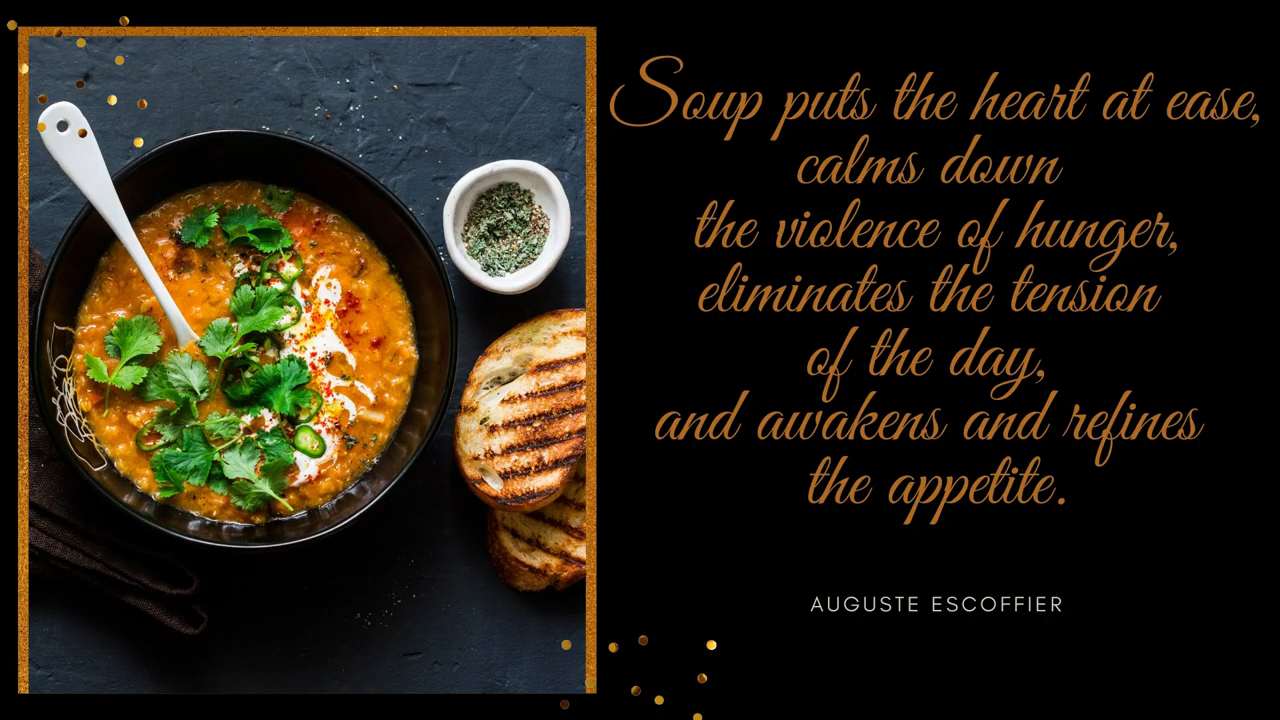 Soup puts the heart at ease,
calms down
the violence of hunger,
eliminates the tension
of the day,
and awakens and refines
the appetite.
AUGUSTE ESCOFFIER